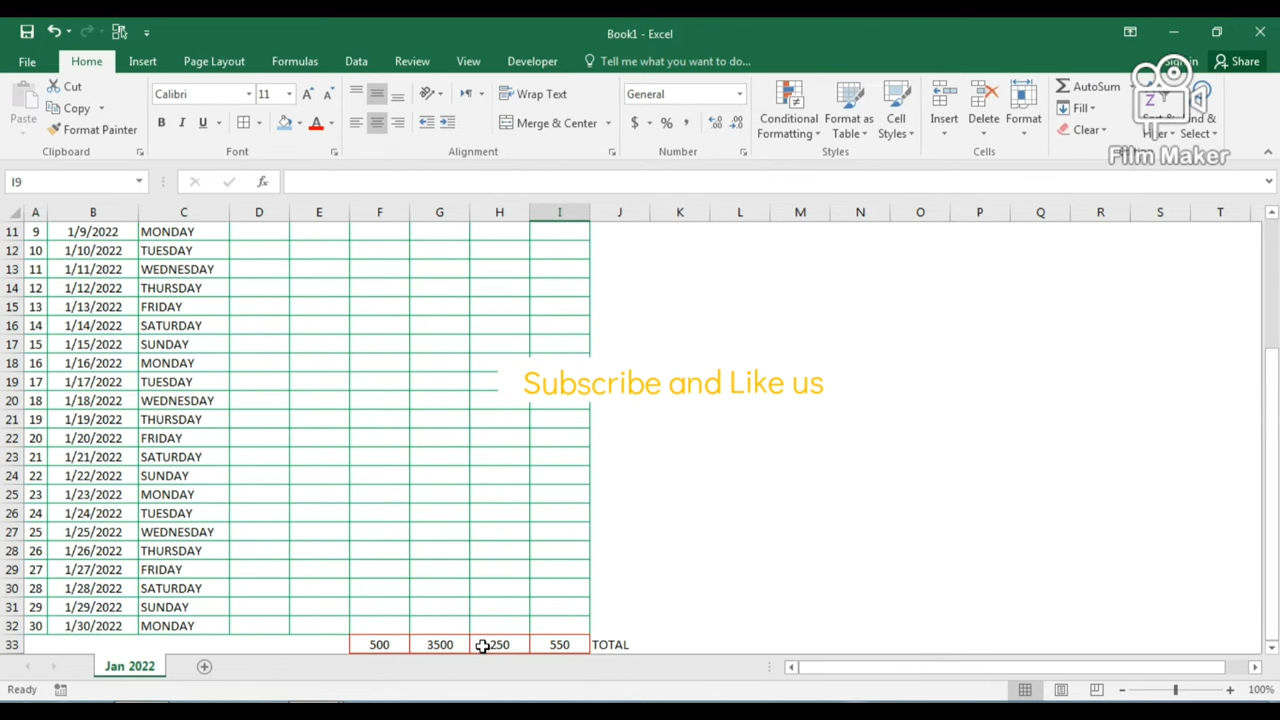 Book1 - Excel
File Home Insert Page Layout Formulas Data Review View Developer Tell me what you want to do... Share
Cut
Copy
Format Painter
Paste
Calibri 11
B I U
Wrap Text
Merge & Center
General
$ % ,
Conditional Formatting
Format as Table
Cell Styles
Insert Delete Format
AutoSum
Fill
Clear
Film Maker
Clipboard Font Alignment Number Styles Cells
I9 fx
A B C D E F G H I J K L M N O P Q R S T
11 9 1/9/2022 MONDAY
12 10 1/10/2022 TUESDAY
13 11 1/11/2022 WEDNESDAY
14 12 1/12/2022 THURSDAY
15 13 1/13/2022 FRIDAY
16 14 1/14/2022 SATURDAY
17 15 1/15/2022 SUNDAY
18 16 1/16/2022 MONDAY
19 17 1/17/2022 TUESDAY
Subscribe and Like us
20 18 1/18/2022 WEDNESDAY
21 19 1/19/2022 THURSDAY
22 20 1/20/2022 FRIDAY
23 21 1/21/2022 SATURDAY
24 22 1/22/2022 SUNDAY
25 23 1/23/2022 MONDAY
26 24 1/24/2022 TUESDAY
27 25 1/25/2022 WEDNESDAY
28 26 1/26/2022 THURSDAY
29 27 1/27/2022 FRIDAY
30 28 1/28/2022 SATURDAY
31 29 1/29/2022 SUNDAY
32 30 1/30/2022 MONDAY
33 500 3500 250 550 TOTAL
Jan 2022
Ready 100%